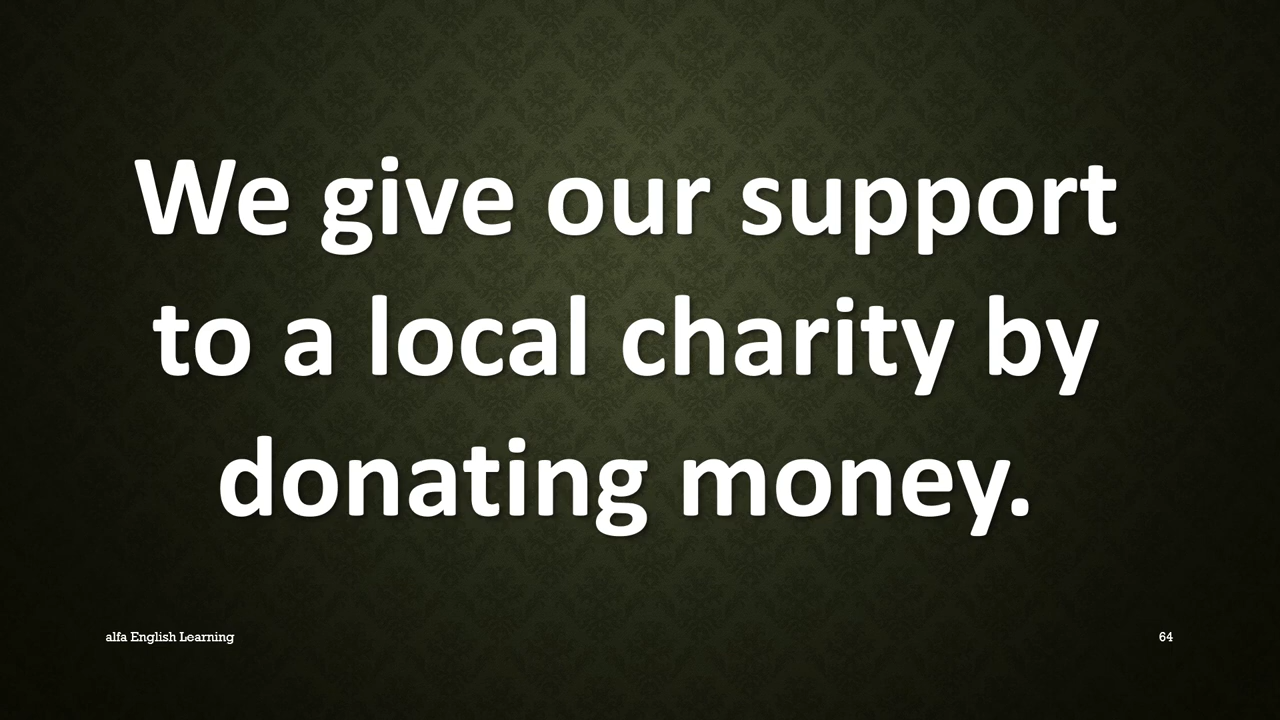 We give our support
to a local charity by
donating money.
alfa English Learning
64